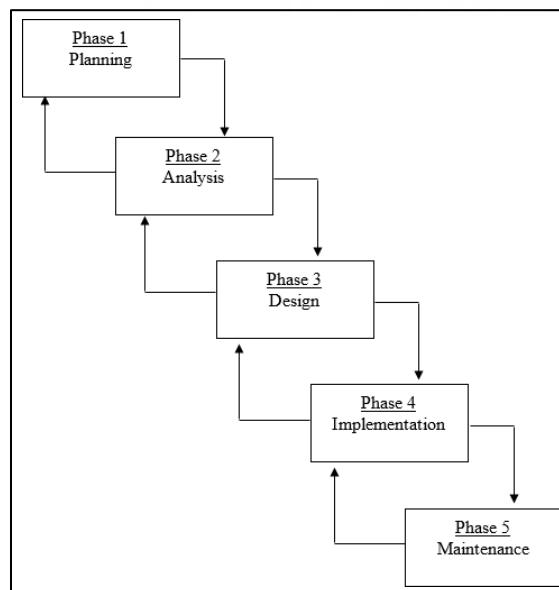 Phase 1
Planning
Phase 2
Analysis
Phase 3
Design
Phase 4
Implementation
Phase 5
Maintenance